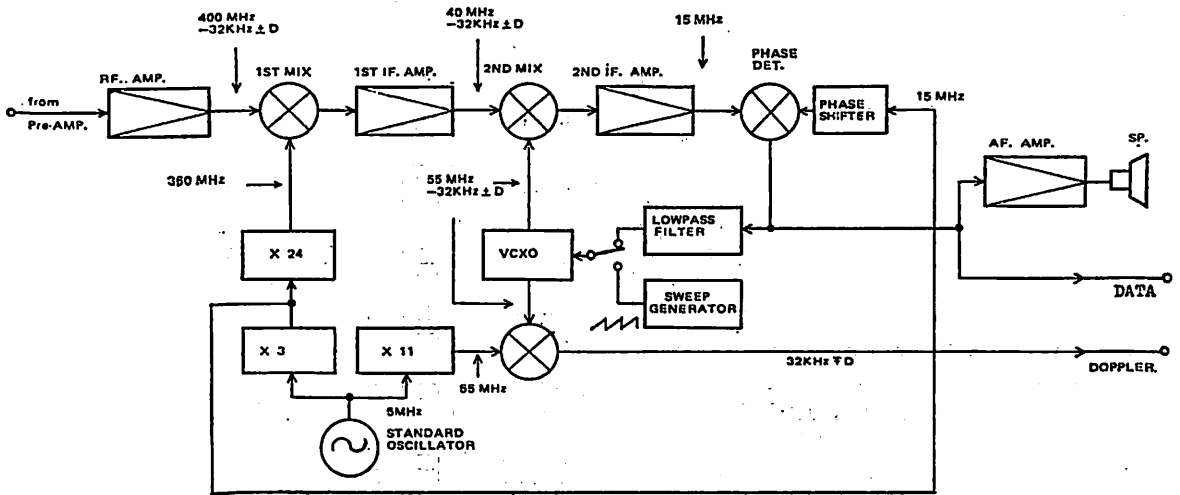 400 MHz
−32KHz ± D
40 MHz
−32KHz ± D
15 MHz
RF.. AMP.
1ST MIX
1ST IF. AMP.
2ND MIX
2ND IF. AMP.
PHASE
DET.
from
Pre-AMP.
PHASE
SHIFTER
15 MHz
AF. AMP.
SP.
360 MHz
55 MHz
−32KHz ± D
LOWPASS
FILTER
X 24
VCXO
SWEEP
GENERATOR
DATA
X 3
X 11
55 MHz
32KHz ∓ D
DOPPLER.
5MHz
STANDARD
OSCILLATOR